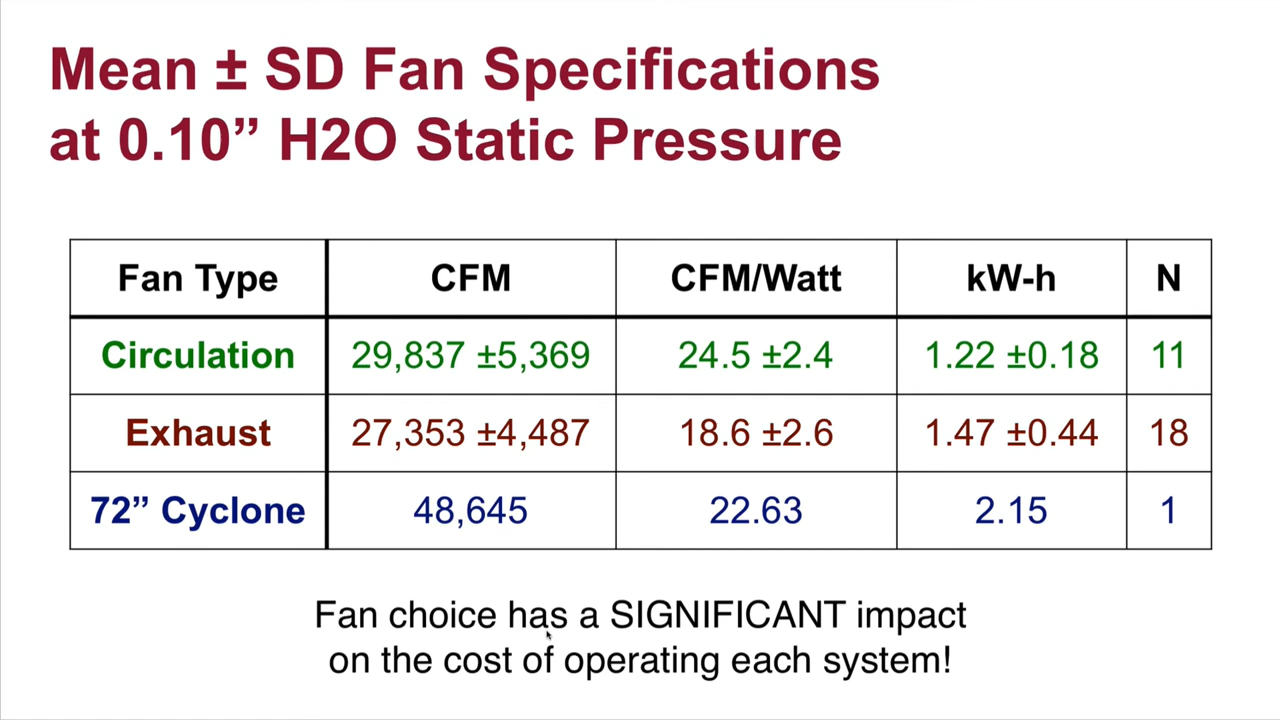 Mean ± SD Fan Specifications
at 0.10” H2O Static Pressure
Fan Type CFM CFM/Watt kW-h N
Circulation 29,837 ±5,369 24.5 ±2.4 1.22 ±0.18 11
Exhaust 27,353 ±4,487 18.6 ±2.6 1.47 ±0.44 18
72” Cyclone 48,645 22.63 2.15 1
Fan choice has a SIGNIFICANT impact
on the cost of operating each system!